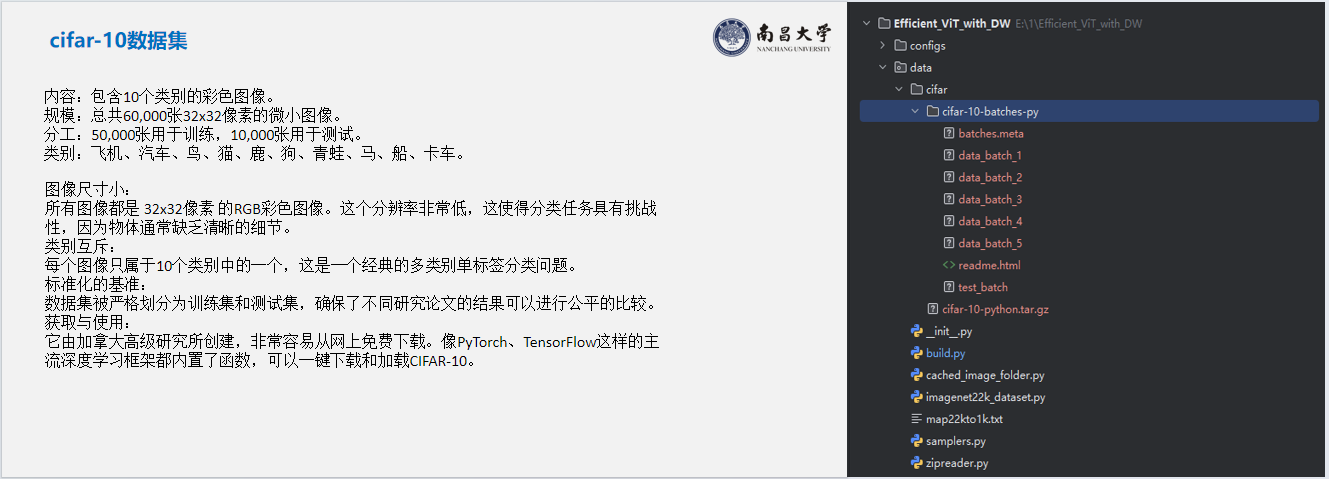 cifar-10数据集
南昌大学
NANCHANG UNIVERSITY
内容：包含10个类别的彩色图像。
规模：总共60,000张32x32像素的微小图像。
分工：50,000张用于训练，10,000张用于测试。
类别：飞机、汽车、鸟、猫、鹿、狗、青蛙、马、船、卡车。
图像尺寸小：
所有图像都是 32x32像素 的RGB彩色图像。这个分辨率非常低，这使得分类任务具有挑战
性，因为物体通常缺乏清晰的细节。
类别互斥：
每个图像只属于10个类别中的一个，这是一个经典的多类别单标签分类问题。
标准化的基准：
数据集被严格划分为训练集和测试集，确保了不同研究论文的结果可以进行公平的比较。
获取与使用：
它由加拿大高级研究所创建，非常容易从网上免费下载。像PyTorch、TensorFlow这样的主
流深度学习框架都内置了函数，可以一键下载和加载CIFAR-10。
Efficient_ViT_with_DW E:\1\Efficient_ViT_with_DW
configs
data
cifar
cifar-10-batches-py
batches.meta
data_batch_1
data_batch_2
data_batch_3
data_batch_4
data_batch_5
readme.html
test_batch
cifar-10-python.tar.gz
__init__.py
build.py
cached_image_folder.py
imagenet22k_dataset.py
map22kto1k.txt
samplers.py
zipreader.py